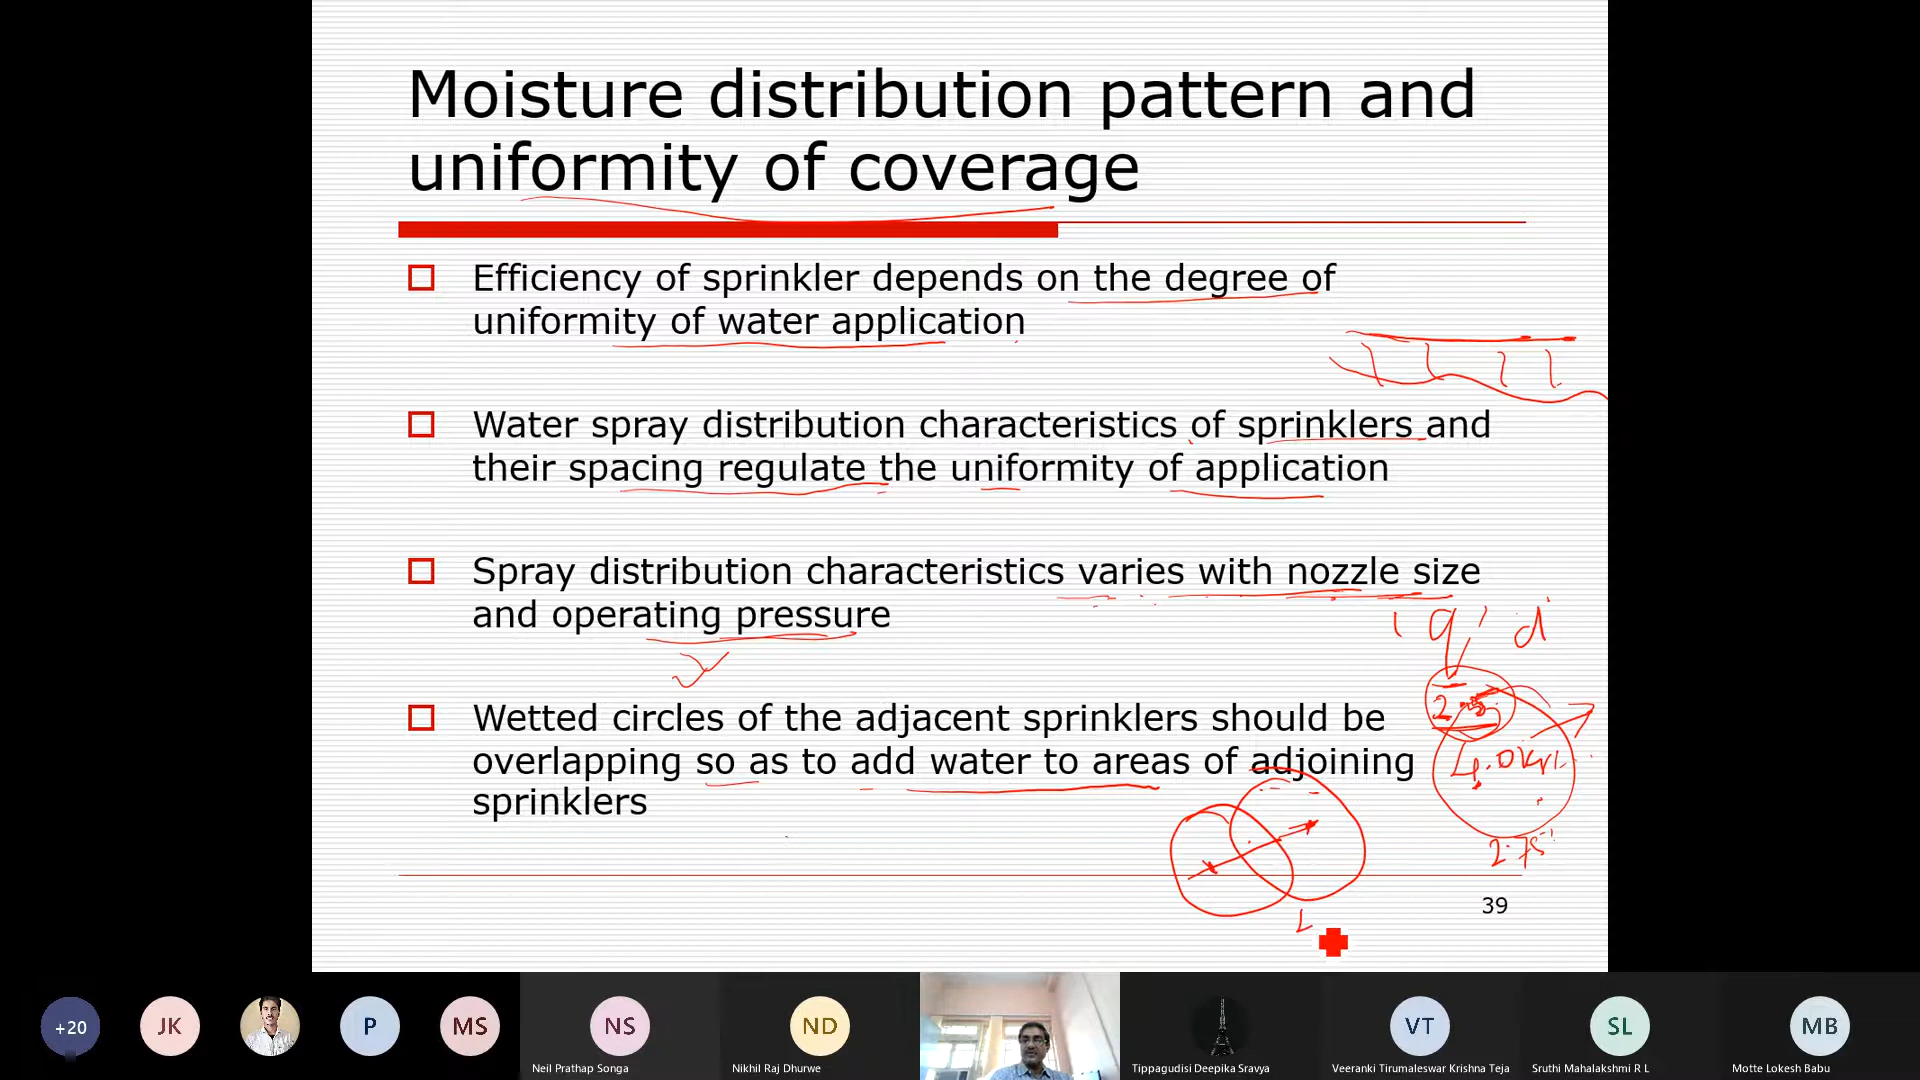 Moisture distribution pattern and
uniformity of coverage
Efficiency of sprinkler depends on the degree of
uniformity of water application
Water spray distribution characteristics of sprinklers and
their spacing regulate the uniformity of application
Spray distribution characteristics varies with nozzle size
and operating pressure
q d
Wetted circles of the adjacent sprinklers should be
overlapping so as to add water to areas of adjoining
sprinklers
2.75
L
39
+20
JK
P
MS
NS
ND
VT
SL
MB
Neil Prathap Songa
Nikhil Raj Dhurwe
Tippagudisi Deepika Sravya
Veeranki Tirumaleswar Krishna Teja
Sruthi Mahalakshmi R L
Motte Lokesh Babu